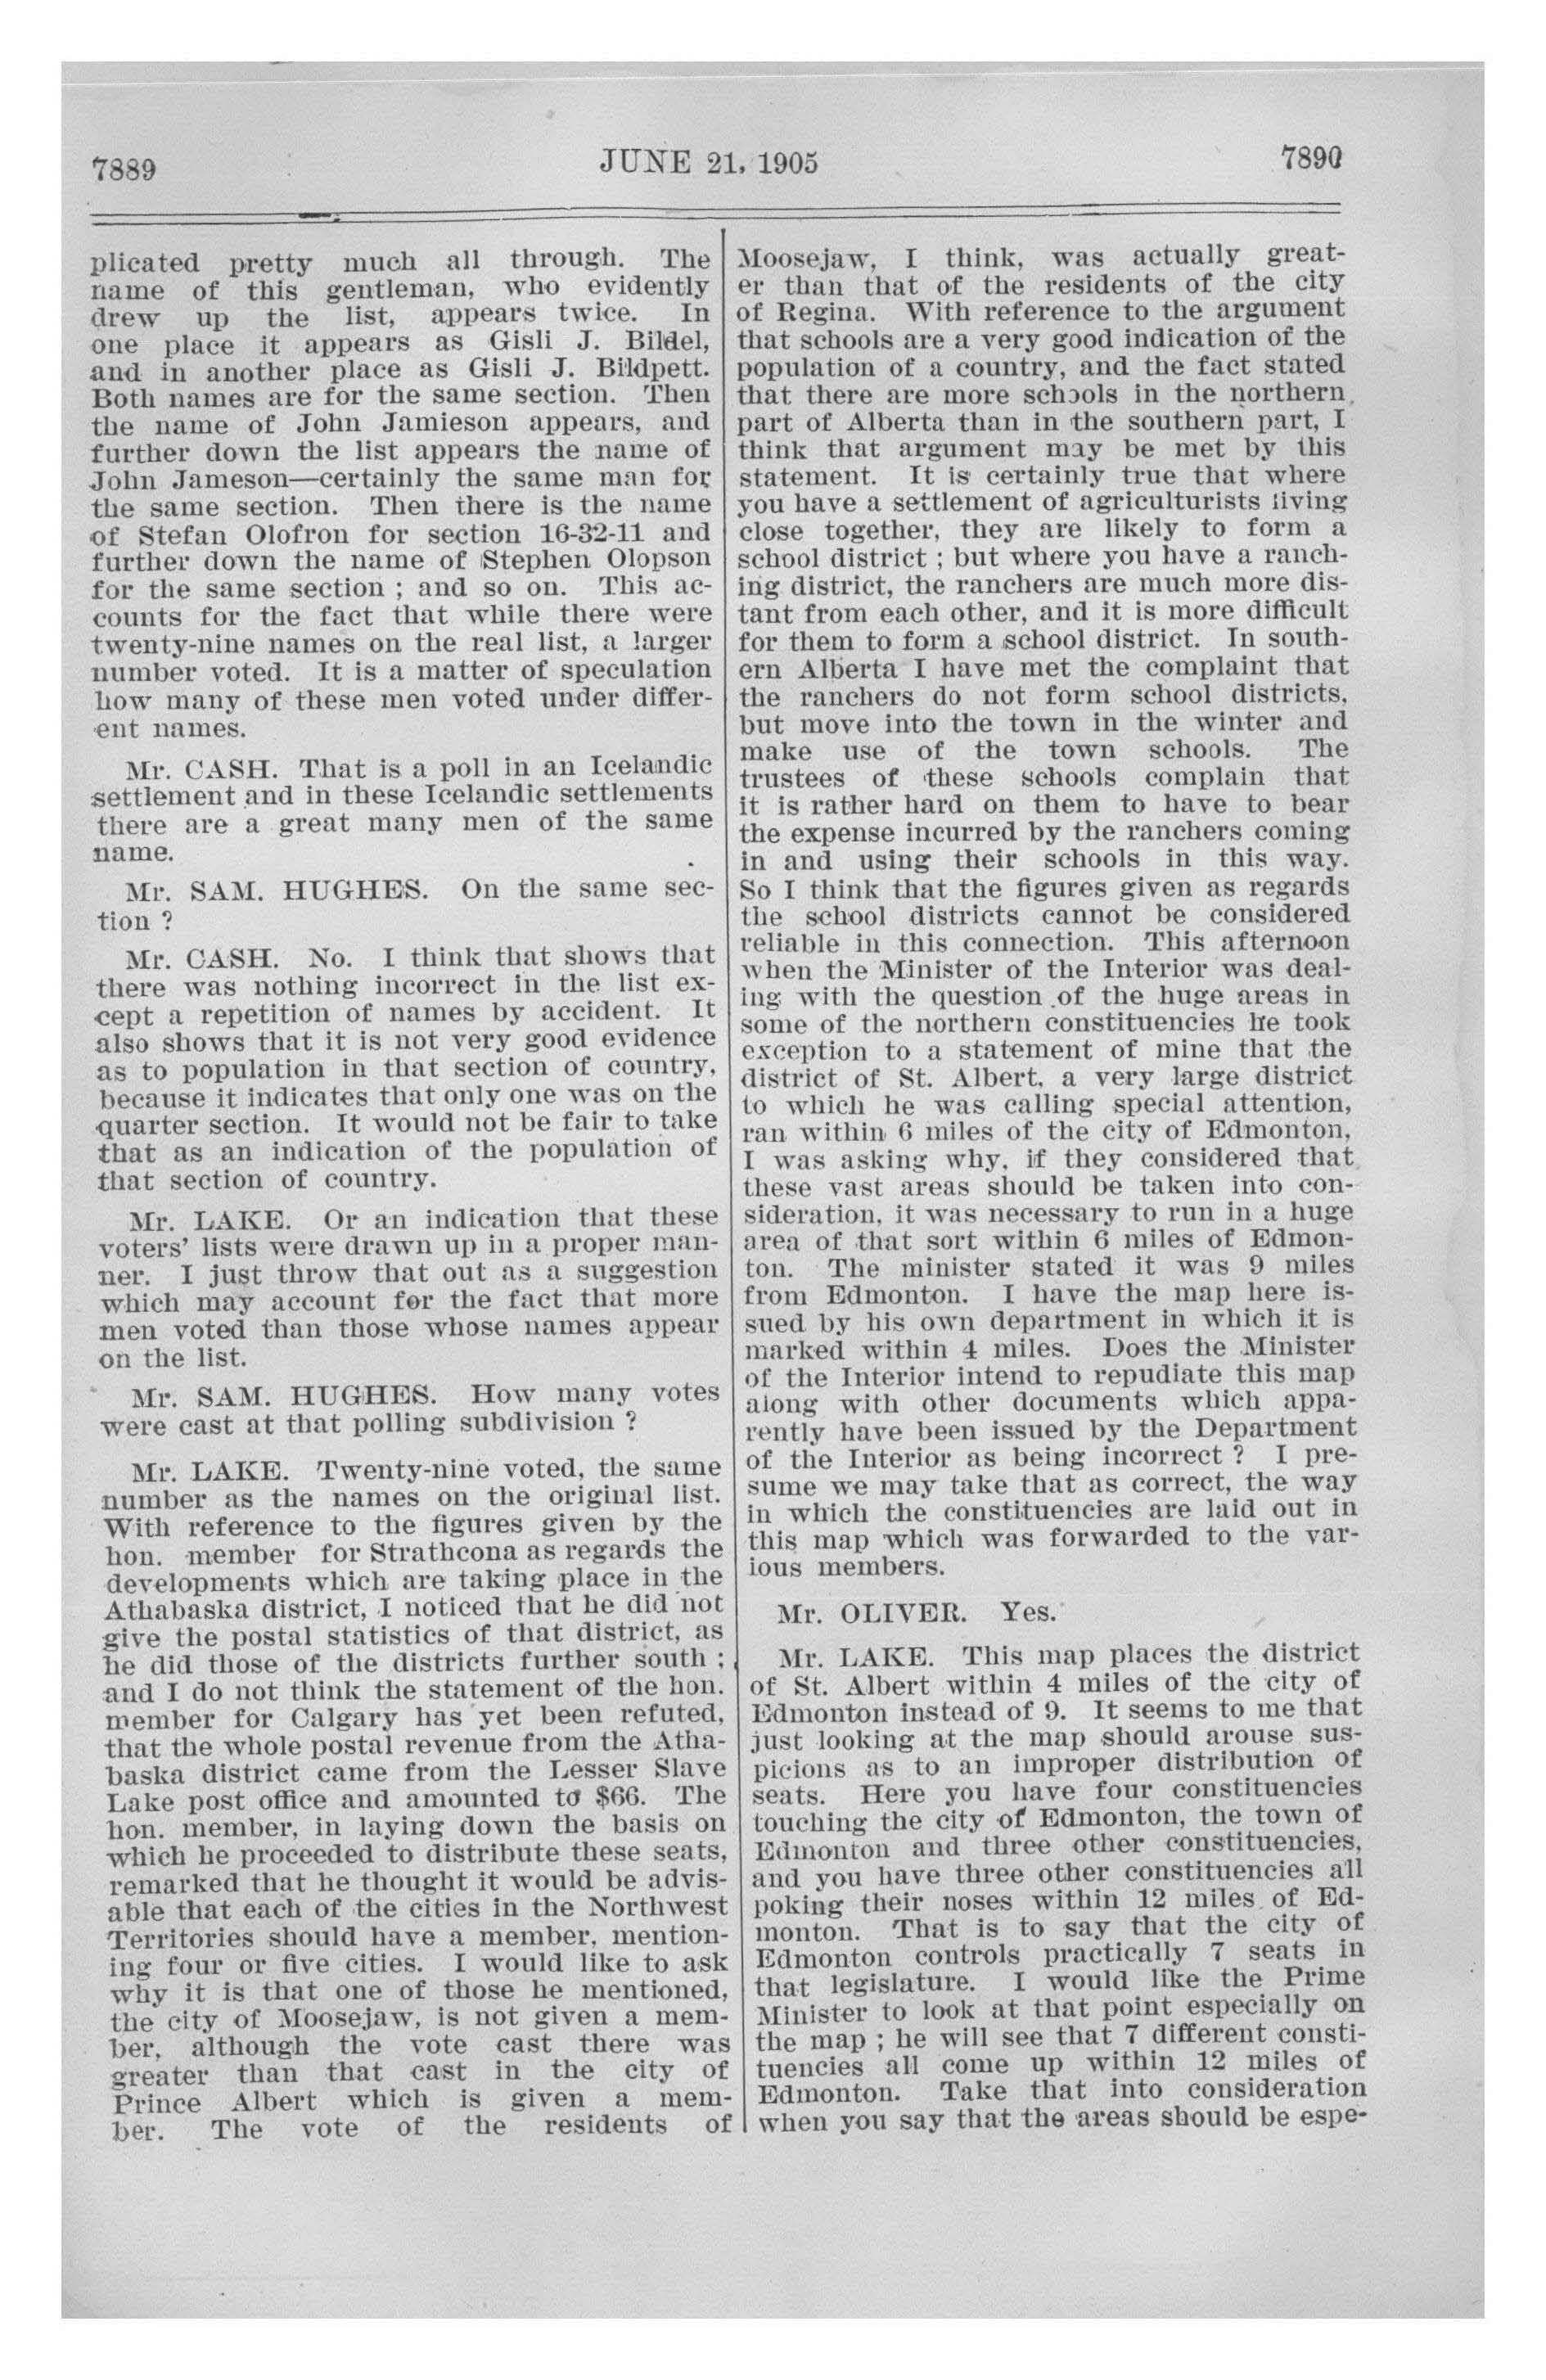 7889
JUNE 21, 1905
7890
plicated pretty much all through. The
name of this gentleman, who evidently
drew up the list, appears twice. In
one place it appears as Gisli J. Bildel,
and in another place as Gisli J. Bildpett.
Both names are for the same section. Then
the name of John Jamieson appears, and
further down the list appears the name of
John Jameson—certainly the same man for
the same section. Then there is the name
of Stefan Olofron for section 16-32-11 and
further down the name of Stephen Olopson
for the same section ; and so on. This ac-
counts for the fact that while there were
twenty-nine names on the real list, a larger
number voted. It is a matter of speculation
how many of these men voted under differ-
ent names.
Mr. CASH. That is a poll in an Icelandic
settlement and in these Icelandic settlements
there are a great many men of the same
name.
Mr. SAM. HUGHES. On the same sec-
tion ?
Mr. CASH. No. I think that shows that
there was nothing incorrect in the list ex-
cept a repetition of names by accident. It
also shows that it is not very good evidence
as to population in that section of country,
because it indicates that only one was on the
quarter section. It would not be fair to take
that as an indication of the population of
that section of country.
Mr. LAKE. Or an indication that these
voters' lists were drawn up in a proper man-
ner. I just throw that out as a suggestion
which may account for the fact that more
men voted than those whose names appear
on the list.
Mr. SAM. HUGHES. How many votes
were cast at that polling subdivision ?
Mr. LAKE. Twenty-nine voted, the same
number as the names on the original list.
With reference to the figures given by the
hon. member for Strathcona as regards the
developments which are taking place in the
Athabaska district, I noticed that he did not
give the postal statistics of that district, as
he did those of the districts further south ;
and I do not think the statement of the hon.
member for Calgary has yet been refuted,
that the whole postal revenue from the Atha-
baska district came from the Lesser Slave
Lake post office and amounted to $66. The
hon. member, in laying down the basis on
which he proceeded to distribute these seats,
remarked that he thought it would be advis-
able that each of the cities in the Northwest
Territories should have a member, mention-
ing four or five cities. I would like to ask
why it is that one of those he mentioned,
the city of Moosejaw, is not given a mem-
ber, although the vote cast there was
greater than that cast in the city of
Prince Albert which is given a mem-
ber. The vote of the residents of
Moosejaw, I think, was actually great-
er than that of the residents of the city
of Regina. With reference to the argument
that schools are a very good indication of the
population of a country, and the fact stated
that there are more schools in the northern
part of Alberta than in the southern part, I
think that argument may be met by this
statement. It is certainly true that where
you have a settlement of agriculturists living
close together, they are likely to form a
school district ; but where you have a ranch-
ing district, the ranchers are much more dis-
tant from each other, and it is more difficult
for them to form a school district. In south-
ern Alberta I have met the complaint that
the ranchers do not form school districts,
but move into the town in the winter and
make use of the town schools. The
trustees of these schools complain that
it is rather hard on them to have to bear
the expense incurred by the ranchers coming
in and using their schools in this way.
So I think that the figures given as regards
the school districts cannot be considered
reliable in this connection. This afternoon
when the Minister of the Interior was deal-
ing with the question of the huge areas in
some of the northern constituencies he took
exception to a statement of mine that the
district of St. Albert, a very large district
to which he was calling special attention,
ran within 6 miles of the city of Edmonton,
I was asking why, if they considered that
these vast areas should be taken into con-
sideration, it was necessary to run in a huge
area of that sort within 6 miles of Edmon-
ton. The minister stated it was 9 miles
from Edmonton. I have the map here is-
sued by his own department in which it is
marked within 4 miles. Does the Minister
of the Interior intend to repudiate this map
along with other documents which appa-
rently have been issued by the Department
of the Interior as being incorrect ? I pre-
sume we may take that as correct, the way
in which the constituencies are laid out in
this map which was forwarded to the var-
ious members.
Mr. OLIVER. Yes.
Mr. LAKE. This map places the district
of St. Albert within 4 miles of the city of
Edmonton instead of 9. It seems to me that
just looking at the map should arouse sus-
picions as to an improper distribution of
seats. Here you have four constituencies
touching the city of Edmonton, the town of
Edmonton and three other constituencies,
and you have three other constituencies all
poking their noses within 12 miles of Ed-
monton. That is to say that the city of
Edmonton controls practically 7 seats in
that legislature. I would like the Prime
Minister to look at that point especially on
the map ; he will see that 7 different consti-
tuencies all come up within 12 miles of
Edmonton. Take that into consideration
when you say that the areas should be espe-